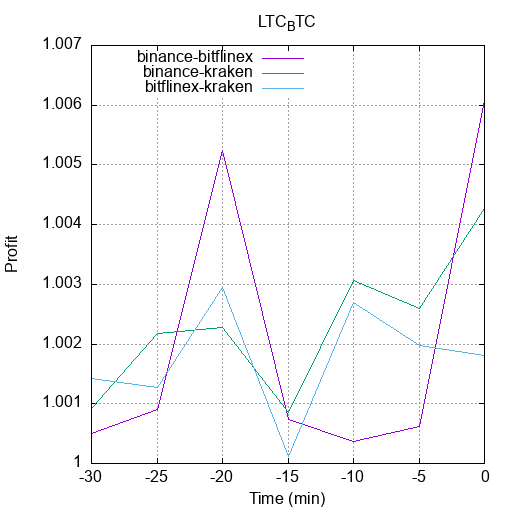 LTC_BTC
1.007
binance-bitflinex
binance-kraken
bitflinex-kraken
1.006
1.005
1.004
1.003
1.002
1.001
1
Profit
-30 -25 -20 -15 -10 -5 0
Time (min)